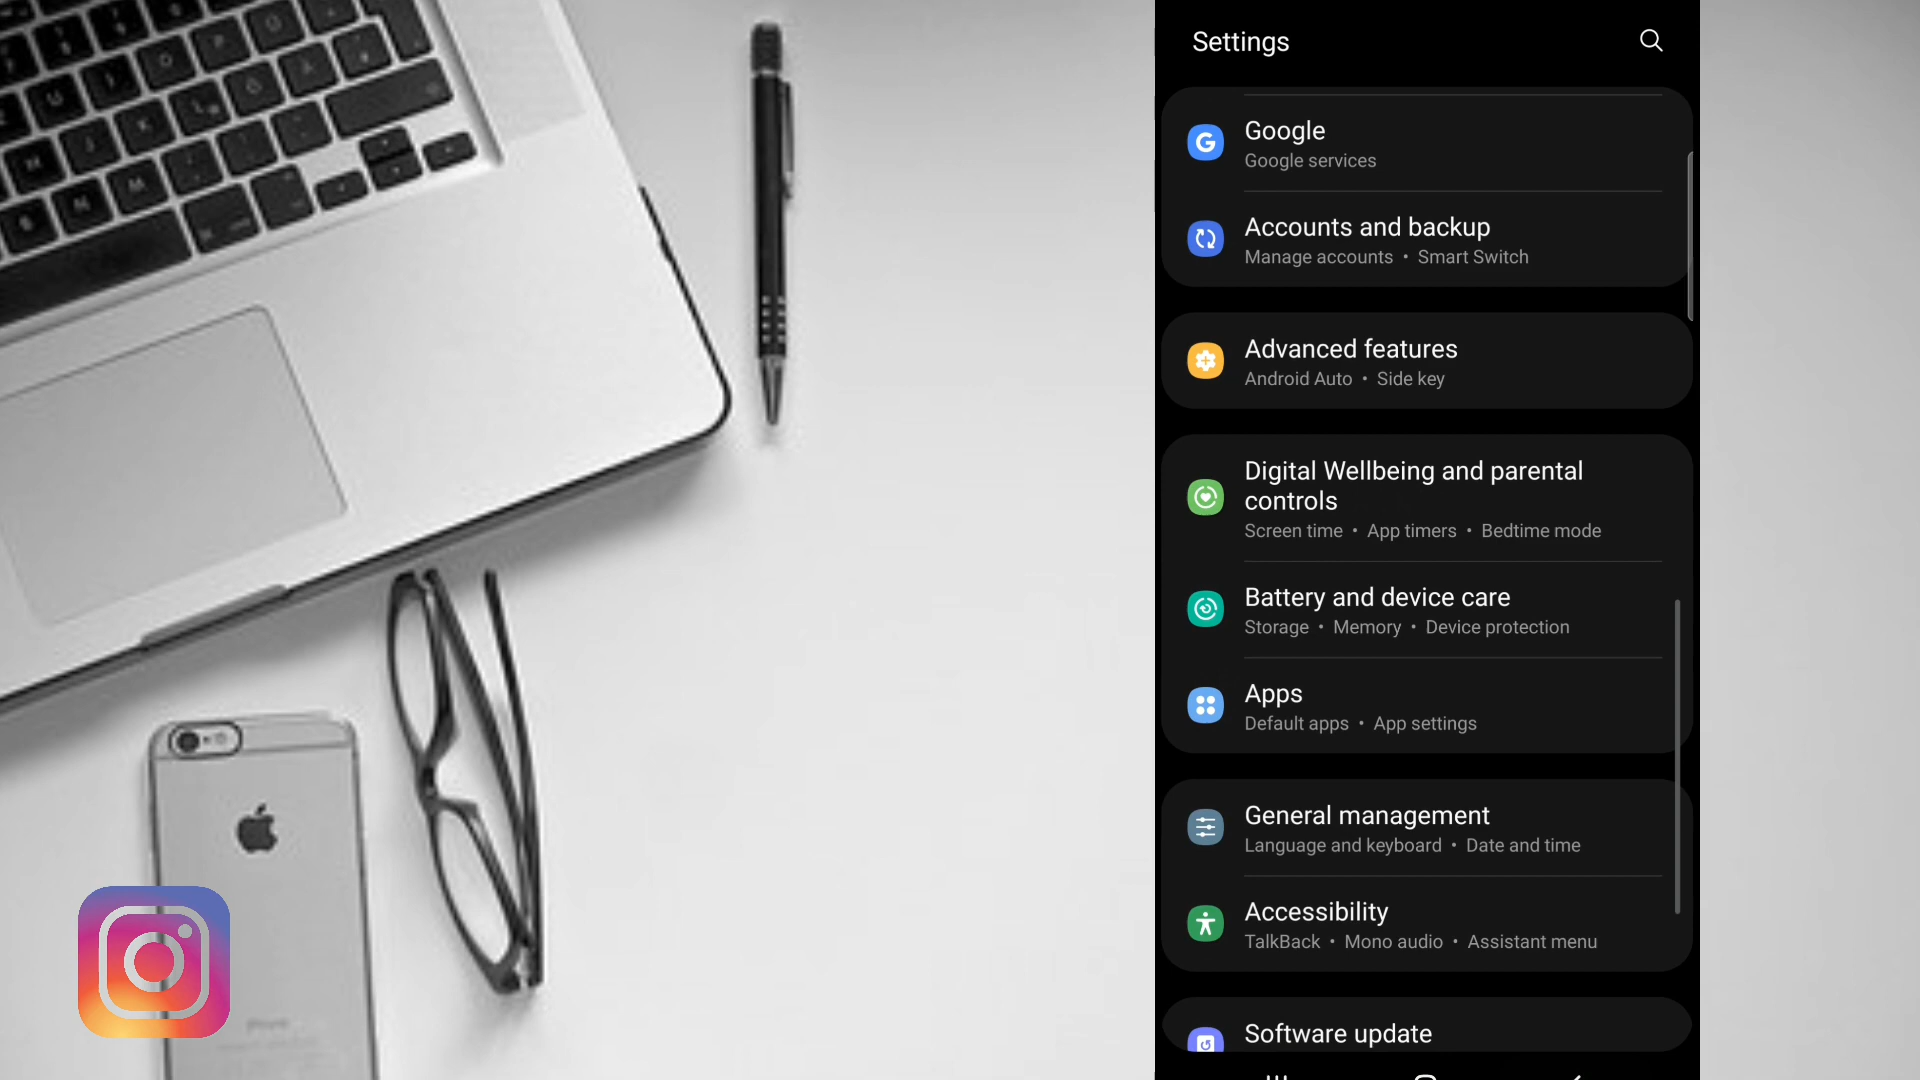 Settings
Google
Google services
Accounts and backup
Manage accounts • Smart Switch
Advanced features
Android Auto • Side key
Digital Wellbeing and parental
controls
Screen time • App timers • Bedtime mode
Battery and device care
Storage • Memory • Device protection
Apps
Default apps • App settings
General management
Language and keyboard • Date and time
Accessibility
TalkBack • Mono audio • Assistant menu
Software update